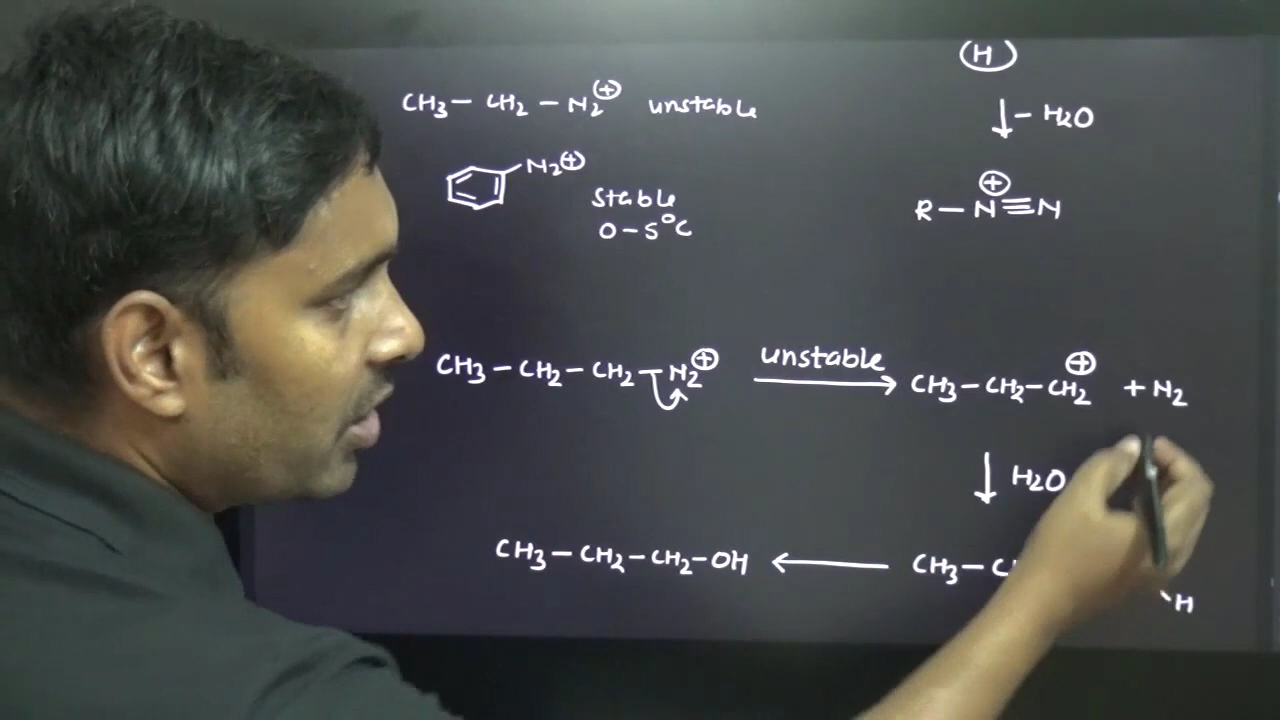 (H)
CH3 – CH2 – N2⊕ unstable
↓ – H2O
N2⊕
Stable
0 – 5°C
R – N⊕≡N
CH3 – CH2 – CH2 – N2⊕ unstable → CH3 – CH2 – CH2⊕ + N2
↓ H2O
CH3 – CH2 – CH2 – OH ← CH3 –
H